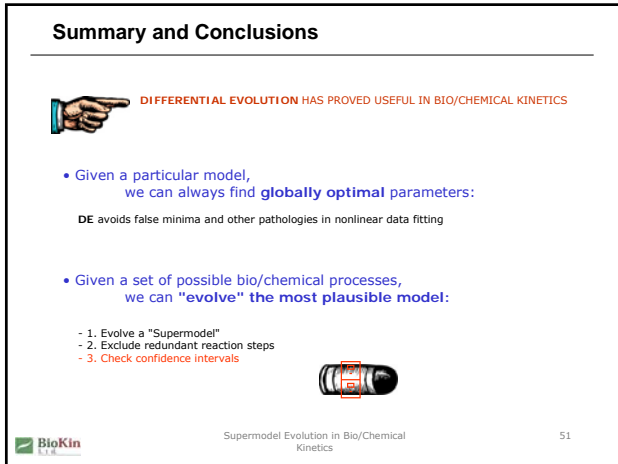 Summary and Conclusions
DIFFERENTIAL EVOLUTION HAS PROVED USEFUL IN BIO/CHEMICAL KINETICS
• Given a particular model,
we can always find globally optimal parameters:
DE avoids false minima and other pathologies in nonlinear data fitting
• Given a set of possible bio/chemical processes,
we can "evolve" the most plausible model:
- 1. Evolve a "Supermodel"
- 2. Exclude redundant reaction steps
- 3. Check confidence intervals
BioKin
Ltd.
Supermodel Evolution in Bio/Chemical
Kinetics
51